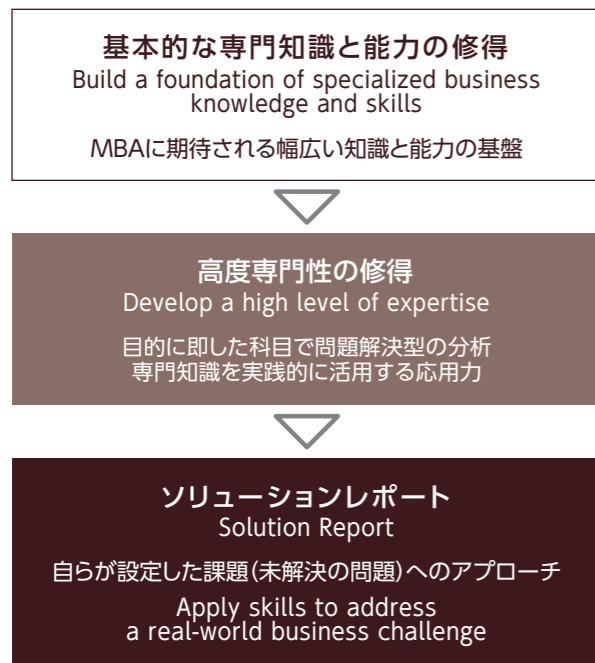 基本的な専門知識と能力の修得
Build a foundation of specialized business
knowledge and skills
MBAに期待される幅広い知識と能力の基盤
高度専門性の修得
Develop a high level of expertise
目的に即した科目で問題解決型の分析
専門知識を実践的に活用する応用力
ソリューションレポート
Solution Report
自らが設定した課題(未解決の問題)へのアプローチ
Apply skills to address
a real-world business challenge